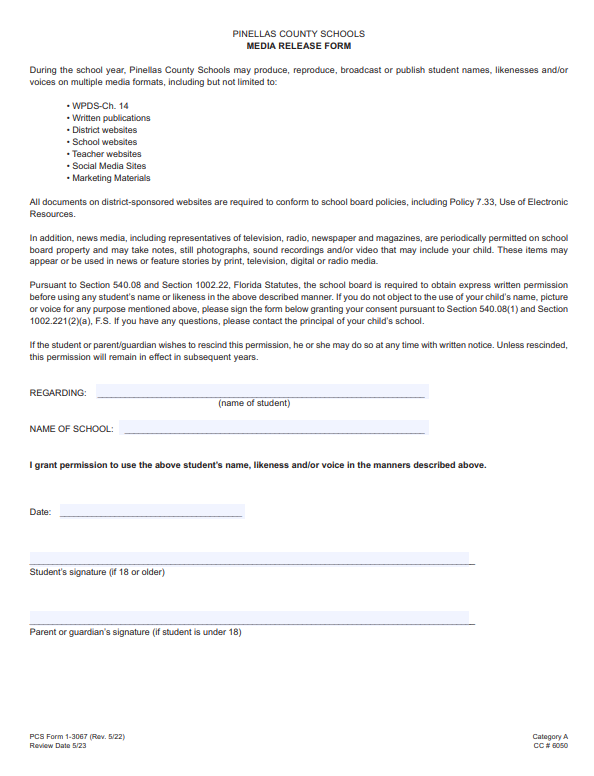 PINELLAS COUNTY SCHOOLS
MEDIA RELEASE FORM
During the school year, Pinellas County Schools may produce, reproduce, broadcast or publish student names, likenesses and/or
voices on multiple media formats, including but not limited to:
• WPDS-Ch. 14
• Written publications
• District websites
• School websites
• Teacher websites
• Social Media Sites
• Marketing Materials
All documents on district-sponsored websites are required to conform to school board policies, including Policy 7.33, Use of Electronic
Resources.
In addition, news media, including representatives of television, radio, newspaper and magazines, are periodically permitted on school
board property and may take notes, still photographs, sound recordings and/or video that may include your child. These items may
appear or be used in news or feature stories by print, television, digital or radio media.
Pursuant to Section 540.08 and Section 1002.22, Florida Statutes, the school board is required to obtain express written permission
before using any student's name or likeness in the above described manner. If you do not object to the use of your child's name, picture
or voice for any purpose mentioned above, please sign the form below granting your consent pursuant to Section 540.08(1) and Section
1002.221(2)(a), F.S. If you have any questions, please contact the principal of your child's school.
If the student or parent/guardian wishes to rescind this permission, he or she may do so at any time with written notice. Unless rescinded,
this permission will remain in effect in subsequent years.
REGARDING:
(name of student)
NAME OF SCHOOL:
I grant permission to use the above student's name, likeness and/or voice in the manners described above.
Date:
Student's signature (if 18 or older)
Parent or guardian's signature (if student is under 18)
PCS Form 1-3067 (Rev. 5/22)
Review Date 5/23
Category A
CC # 6050